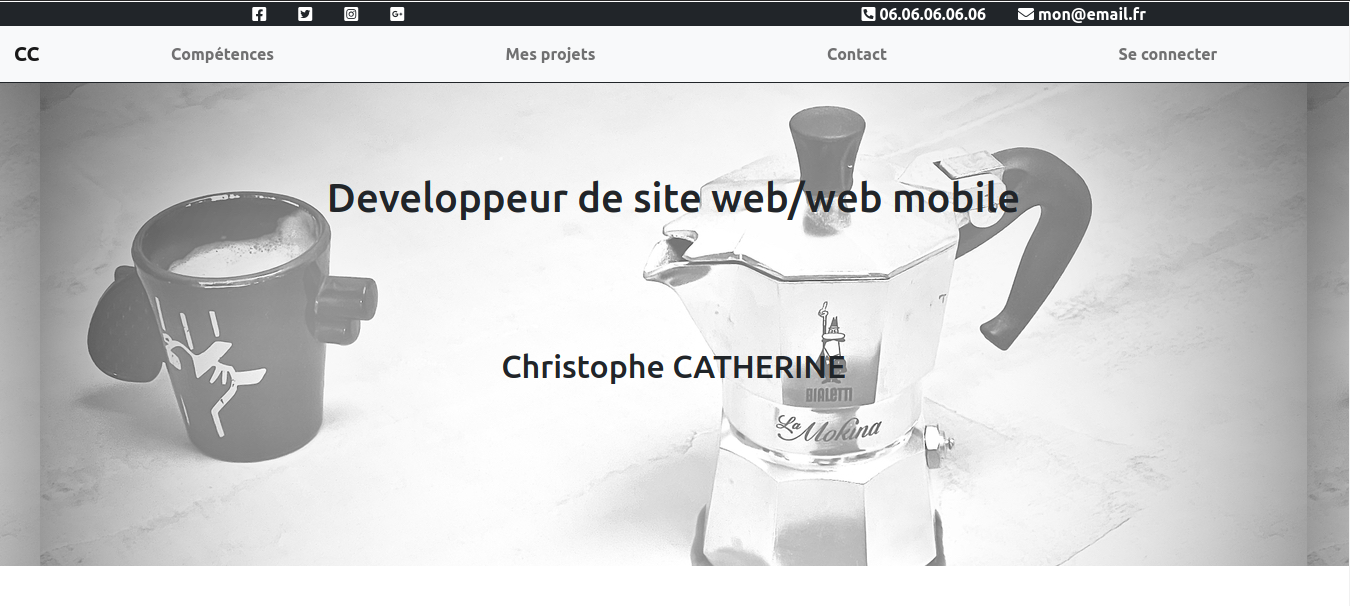 06.06.06.06.06 mon@email.fr
CC Compétences Mes projets Contact Se connecter
Developpeur de site web/web mobile
Christophe CATHERINE
BIALETTI
La Mokina